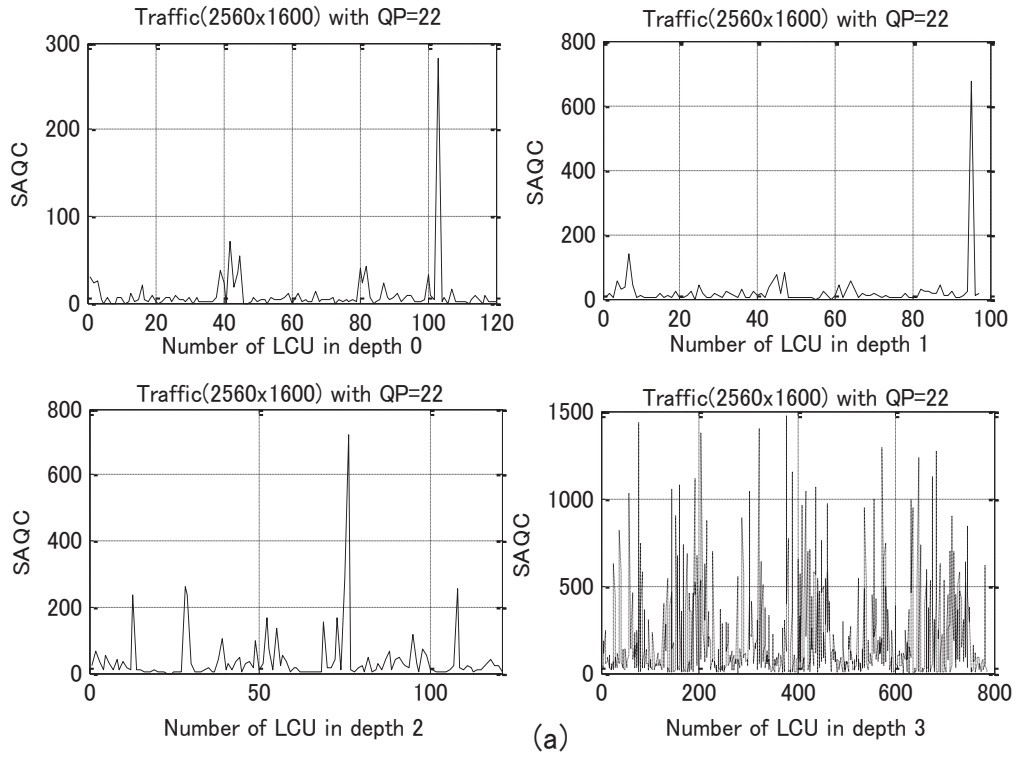 Traffic(2560x1600) with QP=22
300
200
100
0
SAQC
0 20 40 60 80 100 120
Number of LCU in depth 0
Traffic(2560x1600) with QP=22
800
600
400
200
0
SAQC
0 20 40 60 80 100
Number of LCU in depth 1
Traffic(2560x1600) with QP=22
800
600
400
200
0
SAQC
0 50 100
Number of LCU in depth 2
Traffic(2560x1600) with QP=22
1500
1000
500
0
SAQC
0 200 400 600 800
Number of LCU in depth 3
(a)